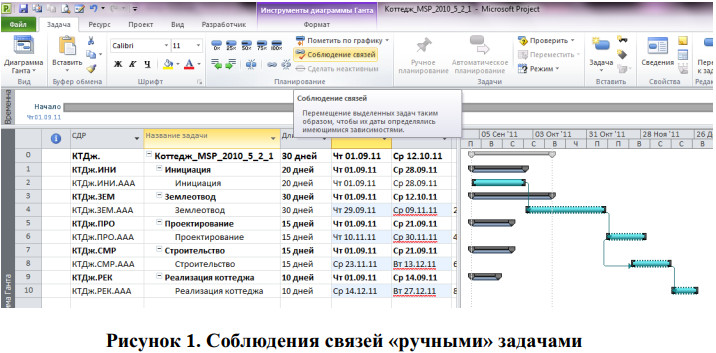 Инструменты диаграммы Ганта
Коттедж_MSP_2010_5_2_1 - Microsoft Project
Файл Задача Ресурс Проект Вид Разработчик Формат
Диаграмма Ганта
Вставить
Calibri 11
Ж К Ч
0% 25% 50% 75% 100%
Пометить по графику
Соблюдение связей
Сделать неактивным
Ручное планирование
Автоматическое планирование
Проверить
Переместить
Режим
Задача
Сведения
Вид Буфер обмена Шрифт Планирование Задачи Вставить Свойства
Соблюдение связей
Перемещение выделенных задач таким
образом, чтобы их даты определялись
имеющимися зависимостями.
Начало
Чт 01.09.11
СДР Название задачи
05 Сен '11 03 Окт '11 31 Окт '11 28 Ноя '11
0 КТДж. Коттедж_MSP_2010_5_2_1 30 дней Чт 01.09.11 Ср 12.10.11
1 КТДж.ИНИ Инициация 20 дней Чт 01.09.11 Ср 28.09.11
2 КТДж.ИНИ.ААА Инициация 20 дней Чт 01.09.11 Ср 28.09.11
3 КТДж.ЗЕМ Землеотвод 30 дней Чт 01.09.11 Ср 12.10.11
4 КТДж.ЗЕМ.ААА Землеотвод 30 дней Чт 29.09.11 Ср 09.11.11 2
5 КТДж.ПРО Проектирование 15 дней Чт 01.09.11 Ср 21.09.11
6 КТДж.ПРО.ААА Проектирование 15 дней Чт 10.11.11 Ср 30.11.11 4
7 КТДж.СМР Строительство 15 дней Чт 01.09.11 Ср 21.09.11
8 КТДж.СМР.ААА Строительство 15 дней Ср 23.11.11 Вт 13.12.11 6
9 КТДж.РЕК Реализация коттеджа 10 дней Чт 01.09.11 Ср 14.09.11
10 КТДж.РЕК.ААА Реализация коттеджа 10 дней Ср 14.12.11 Вт 27.12.11 8
Рисунок 1. Соблюдения связей «ручными» задачами